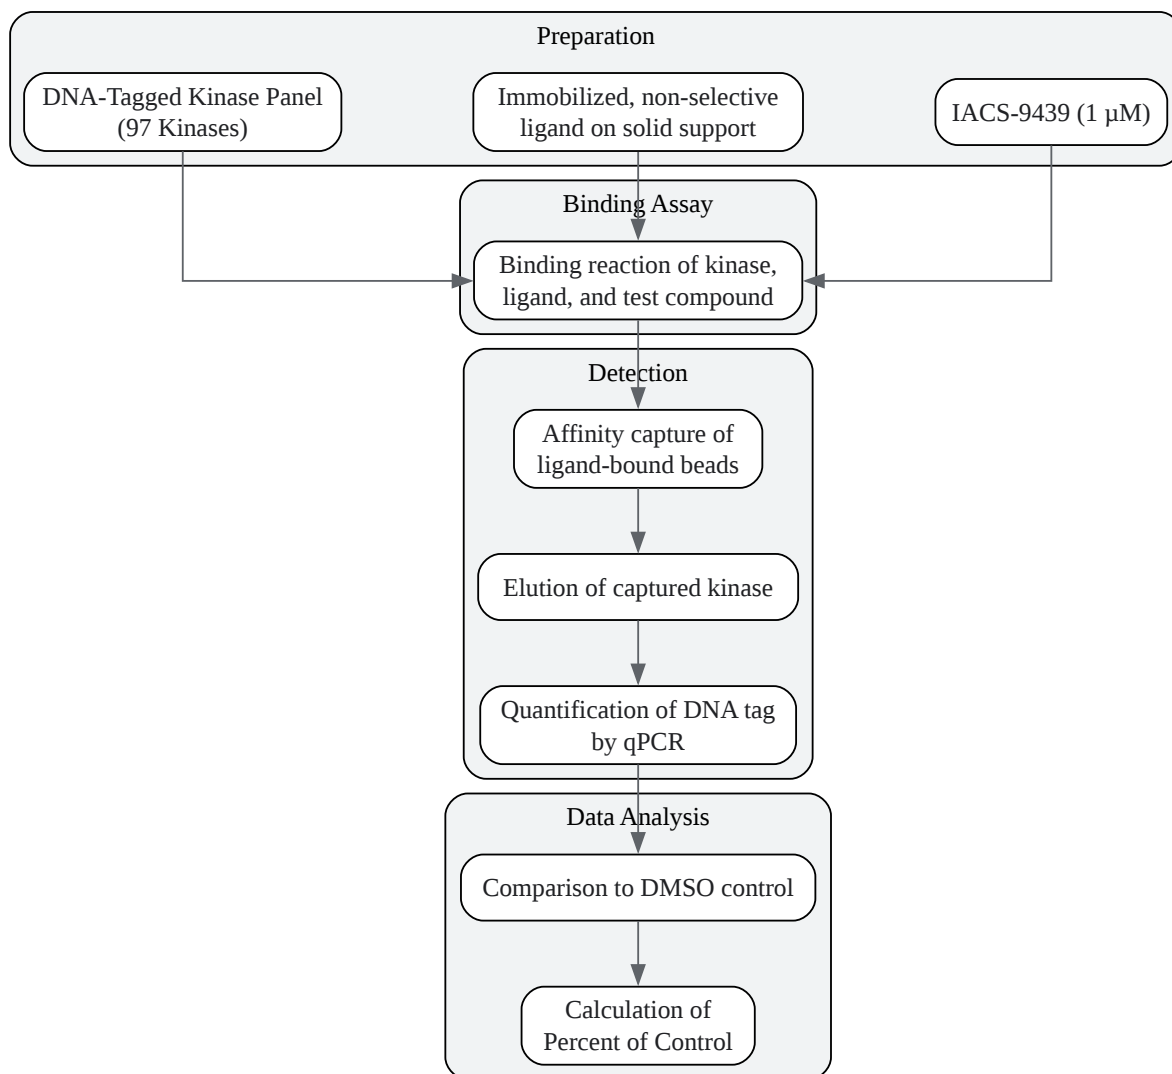 Preparation
DNA-Tagged Kinase Panel
(97 Kinases)
Immobilized, non-selective
ligand on solid support
IACS-9439 (1 µM)
Binding Assay
Binding reaction of kinase,
ligand, and test compound
Detection
Affinity capture of
ligand-bound beads
Elution of captured kinase
Quantification of DNA tag
by qPCR
Data Analysis
Comparison to DMSO control
Calculation of
Percent of Control